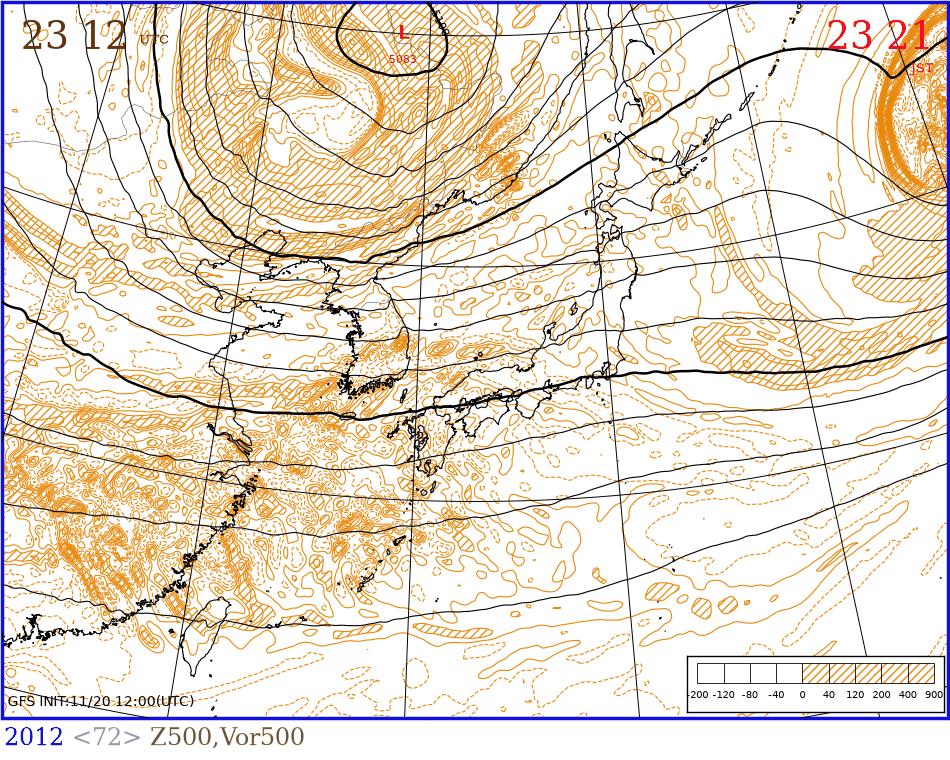 23 12 UTC
23 21 JST
L
5083
GFS INIT:11/20 12:00(UTC)
-200 -120 -80 -40 0 40 120 200 400 900
2012 <72> Z500,Vor500